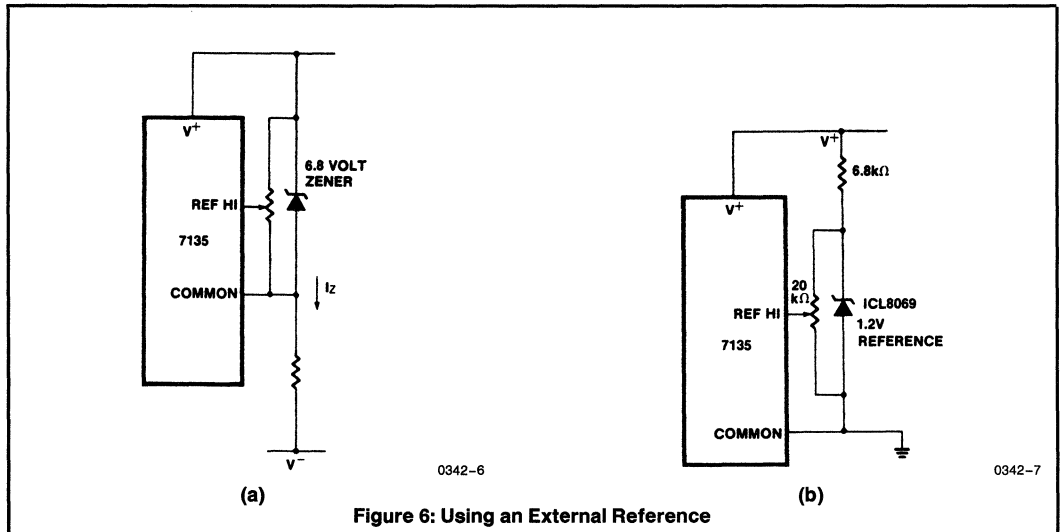 V+
6.8 VOLT
ZENER
REF HI
7135
COMMON
IZ
V−
0342–6
(a)
V+
6.8kΩ
V+
20
kΩ
ICL8069
1.2V
REFERENCE
REF HI
7135
COMMON
0342–7
(b)
Figure 6: Using an External Reference